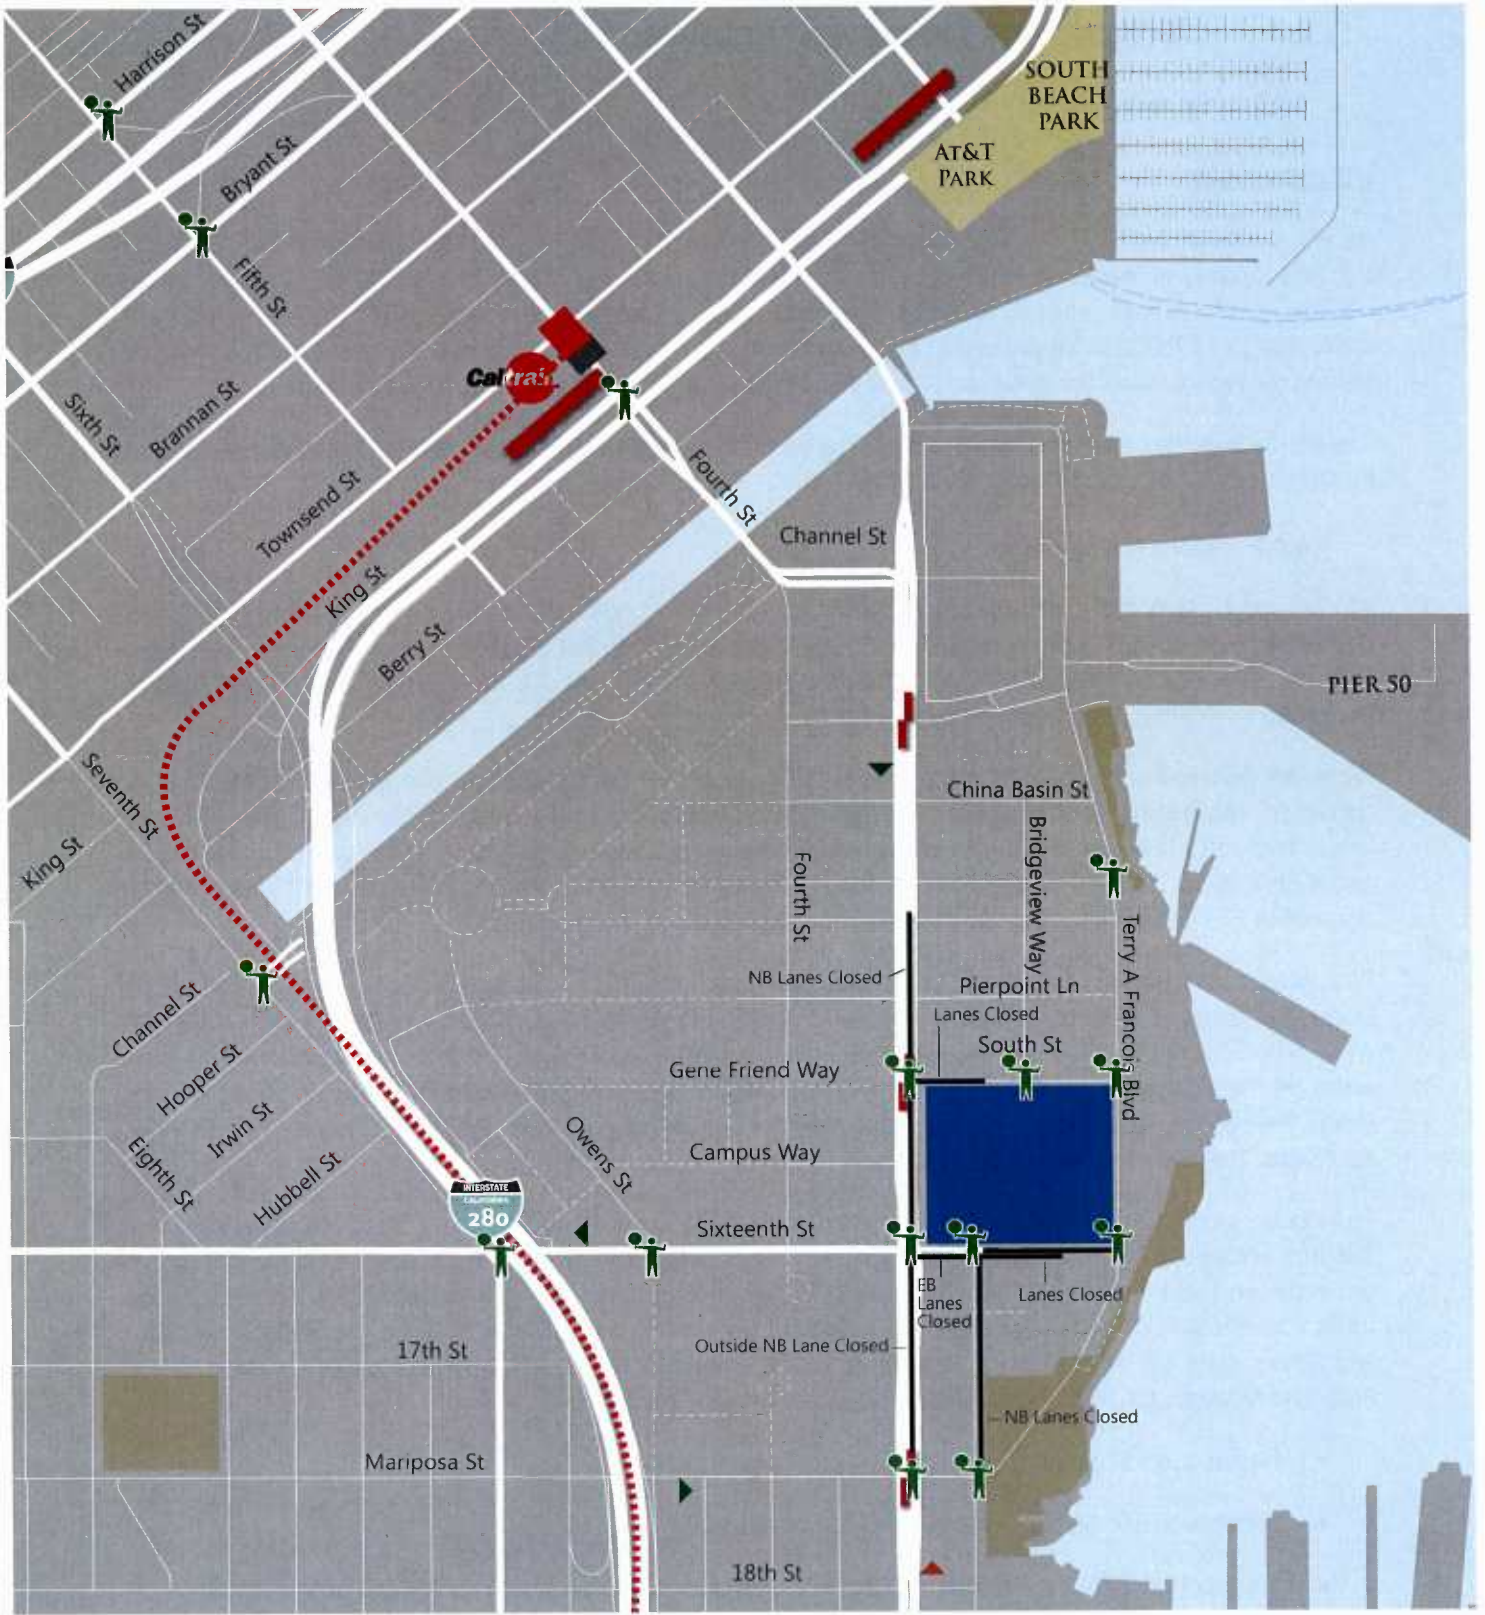 Harrison St
SOUTH
BEACH
PARK
AT&T
PARK
Bryant St
Fifth St
Caltrain
Sixth St
Brannan St
Fourth St
Townsend St
Channel St
King St
Berry St
PIER 50
Seventh St
China Basin St
King St
Bridgeview Way
Fourth St
Terry A Francois Blvd
NB Lanes Closed
Pierpoint Ln
Channel St
Lanes Closed
Hooper St
South St
Gene Friend Way
Irwin St
Owens St
Eighth St
Campus Way
Hubbell St
INTERSTATE
CALIFORNIA
280
Sixteenth St
EB
Lanes
Closed
Lanes Closed
17th St
Outside NB Lane Closed
NB Lanes Closed
Mariposa St
18th St